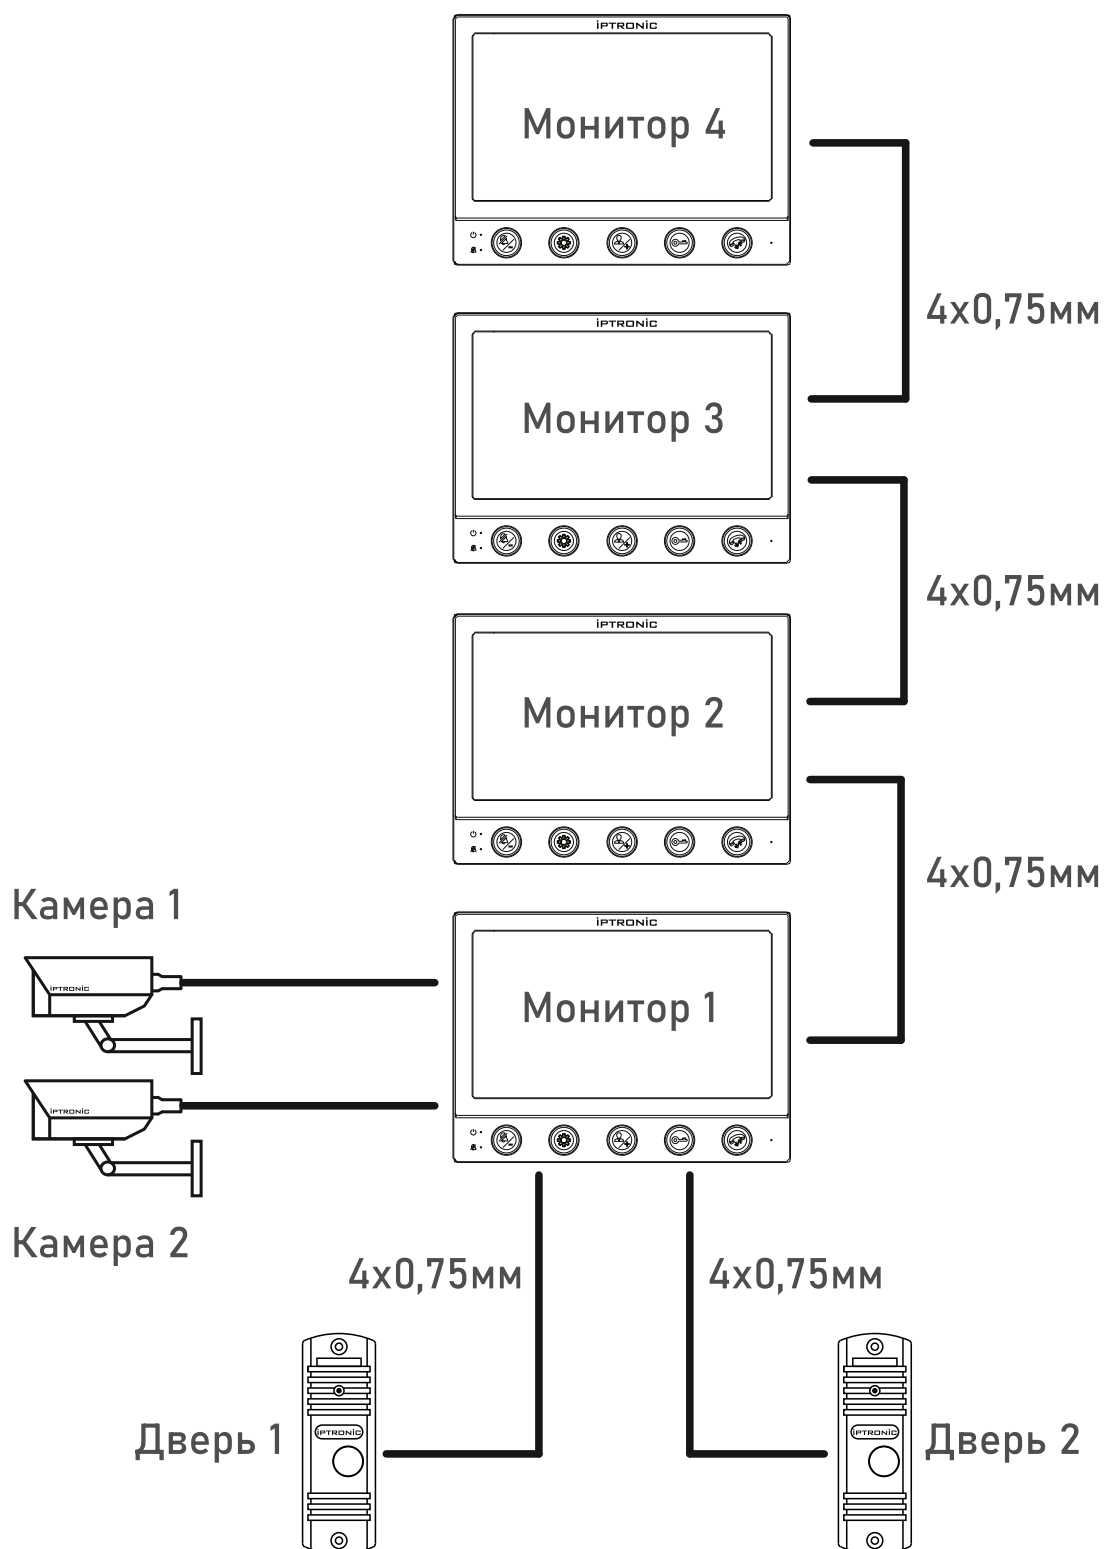 iPTRONIC
Монитор 4
4x0,75мм
iPTRONIC
Монитор 3
4x0,75мм
iPTRONIC
Монитор 2
4x0,75мм
Камера 1
iPTRONIC
iPTRONIC
Монитор 1
iPTRONIC
Камера 2
4x0,75мм
4x0,75мм
Дверь 1
iPTRONIC
iPTRONIC
Дверь 2